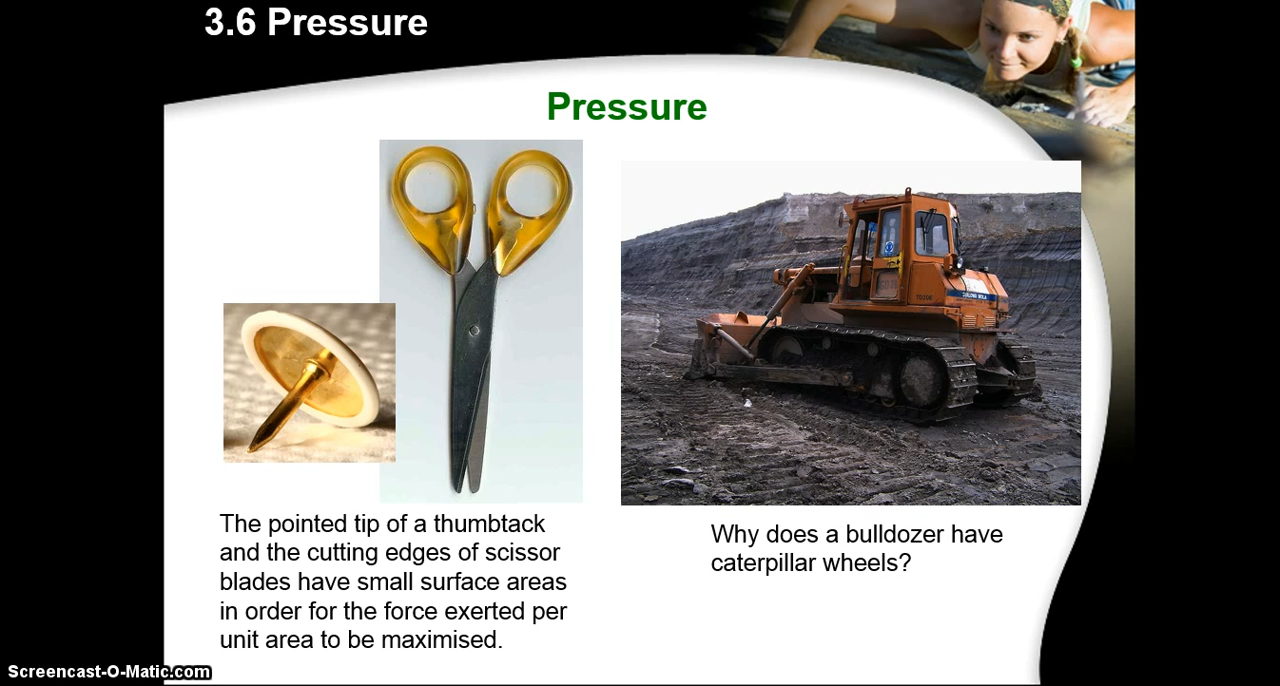 3.6 Pressure
Pressure
The pointed tip of a thumbtack
and the cutting edges of scissor
blades have small surface areas
in order for the force exerted per
unit area to be maximised.
Why does a bulldozer have
caterpillar wheels?
Screencast-O-Matic.com